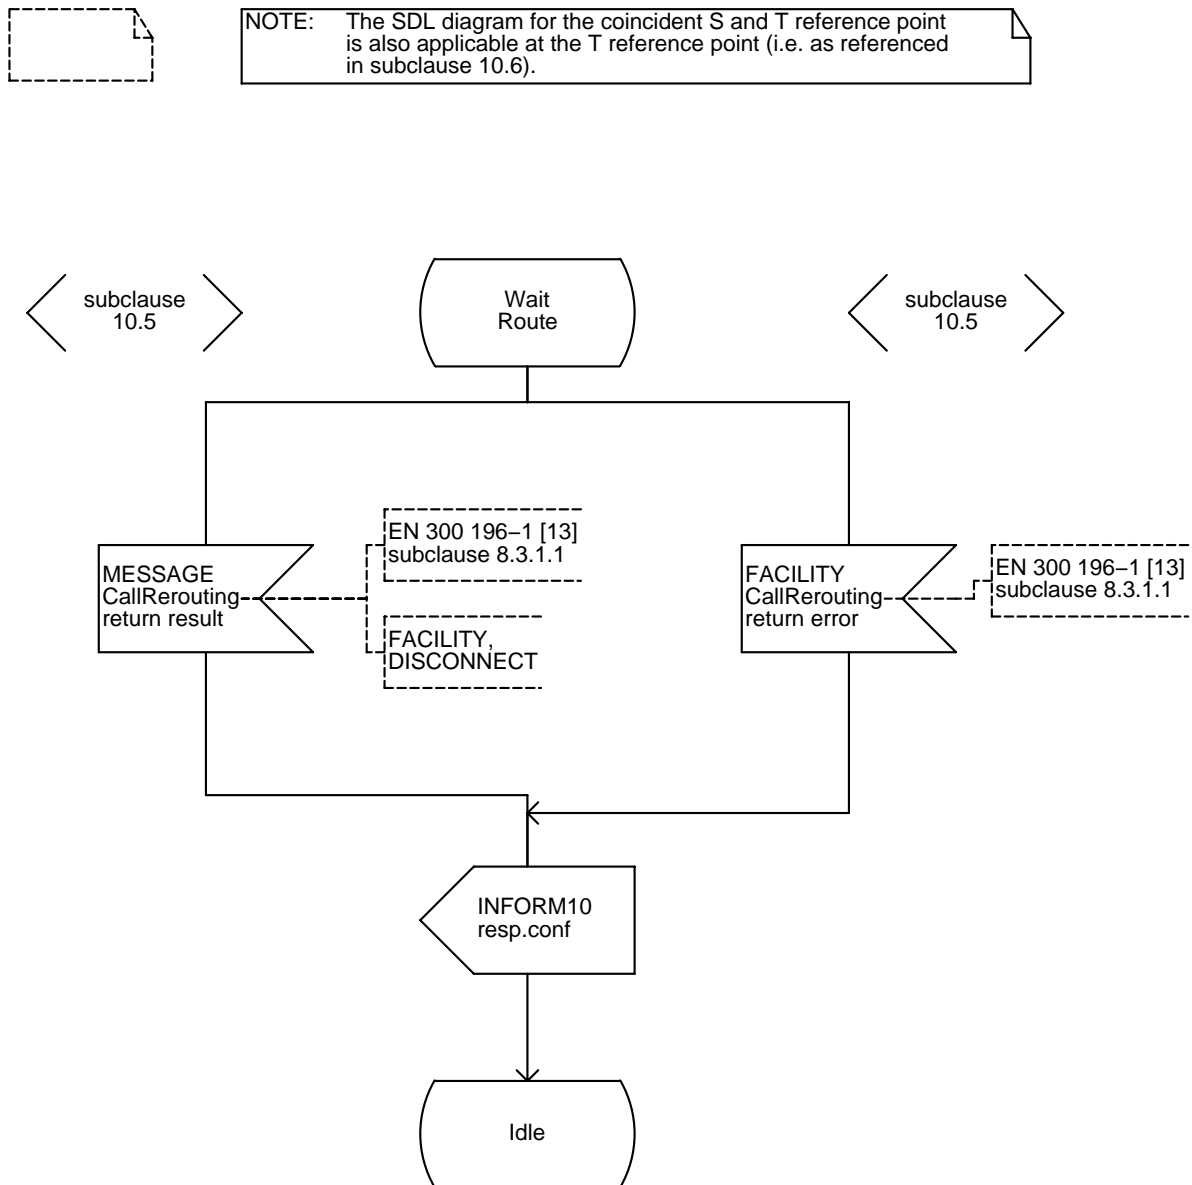 NOTE: The SDL diagram for the coincident S and T reference point
is also applicable at the T reference point (i.e. as referenced
in subclause 10.6).
subclause
10.5
Wait
Route
subclause
10.5
MESSAGE
CallRerouting
return result
EN 300 196–1 [13]
subclause 8.3.1.1
FACILITY,
DISCONNECT
FACILITY
CallRerouting
return error
EN 300 196–1 [13]
subclause 8.3.1.1
INFORM10
resp.conf
Idle